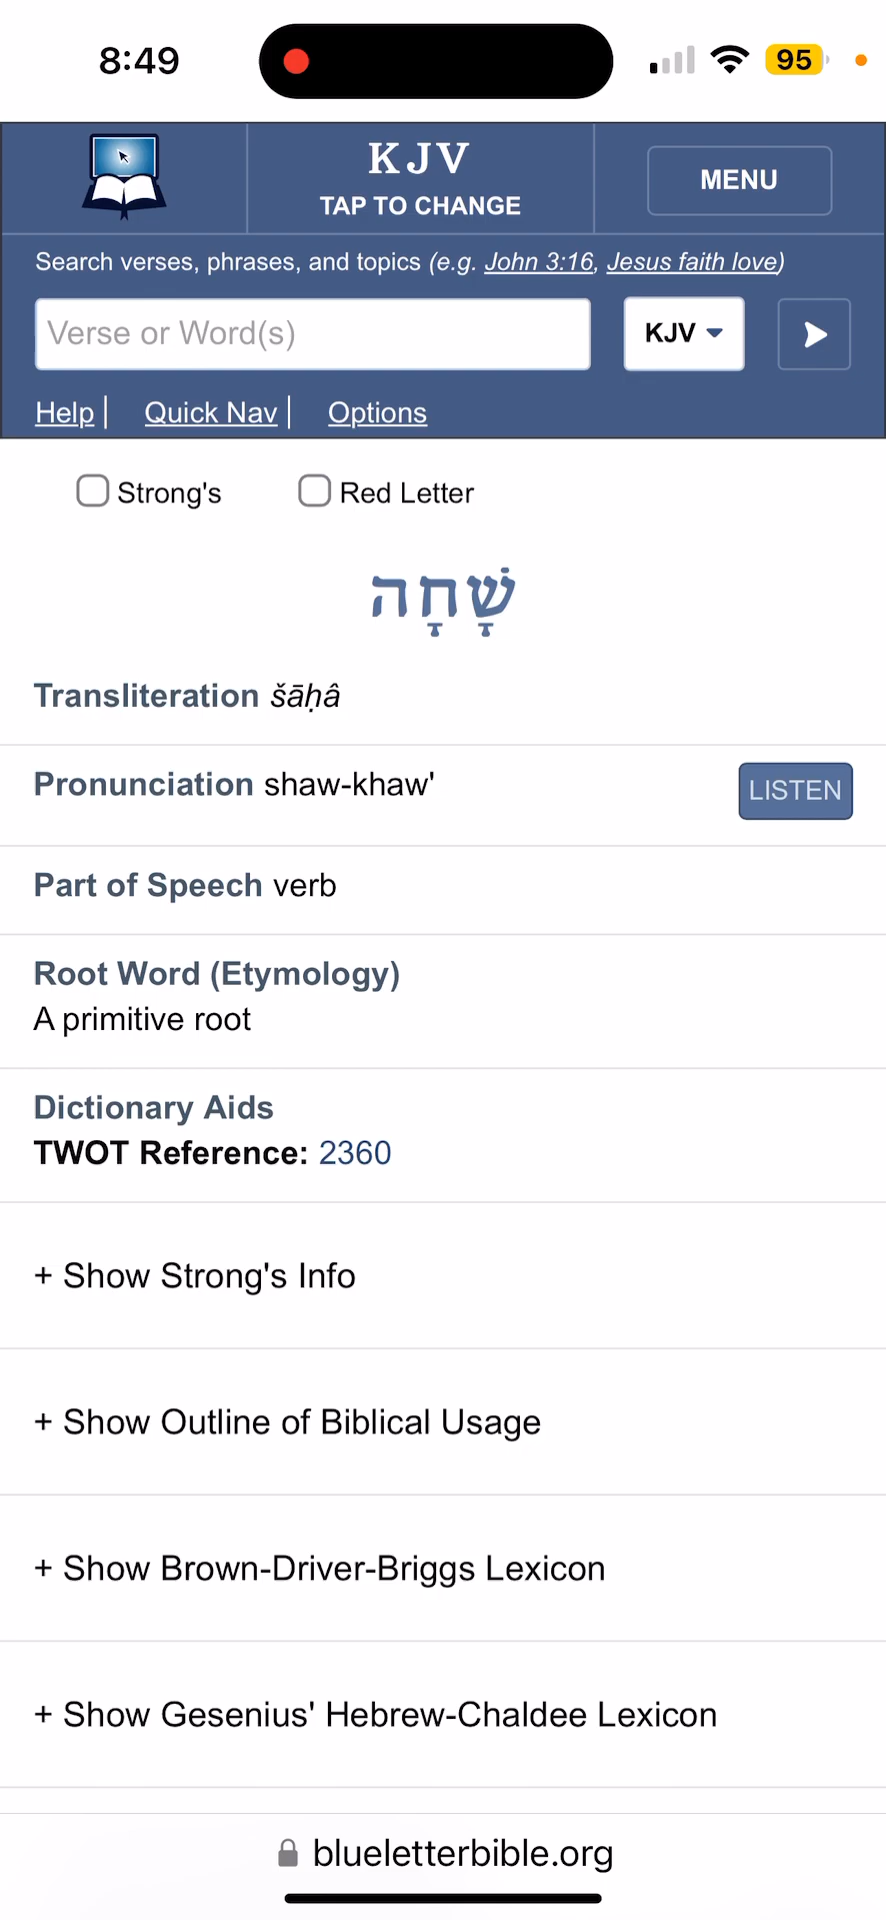 8:49
95
KJV
TAP TO CHANGE
MENU
Search verses, phrases, and topics (e.g. John 3:16, Jesus faith love)
Verse or Word(s)
KJV
Help | Quick Nav | Options
Strong's Red Letter
שָׁחָה
Transliteration šāḥâ
Pronunciation shaw-khaw'
LISTEN
Part of Speech verb
Root Word (Etymology)
A primitive root
Dictionary Aids
TWOT Reference: 2360
+ Show Strong's Info
+ Show Outline of Biblical Usage
+ Show Brown-Driver-Briggs Lexicon
+ Show Gesenius' Hebrew-Chaldee Lexicon
blueletterbible.org